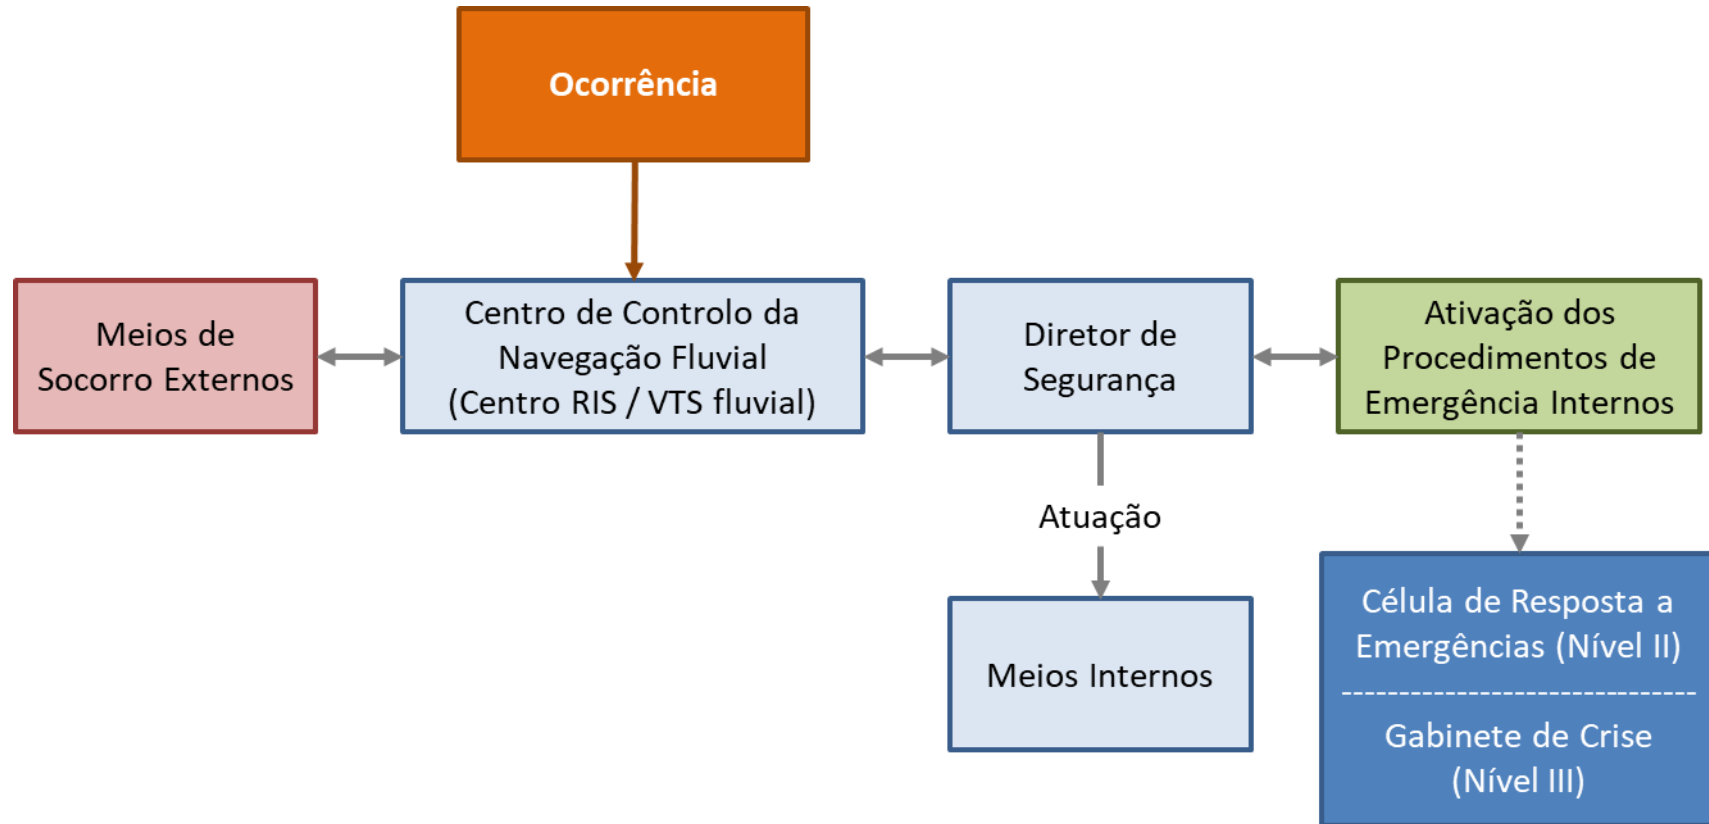 Ocorrência
Meios de
Socorro Externos
Centro de Controlo da
Navegação Fluvial
(Centro RIS / VTS fluvial)
Diretor de
Segurança
Ativação dos
Procedimentos de
Emergência Internos
Atuação
Meios Internos
Célula de Resposta a
Emergências (Nível II)
Gabinete de Crise
(Nível III)